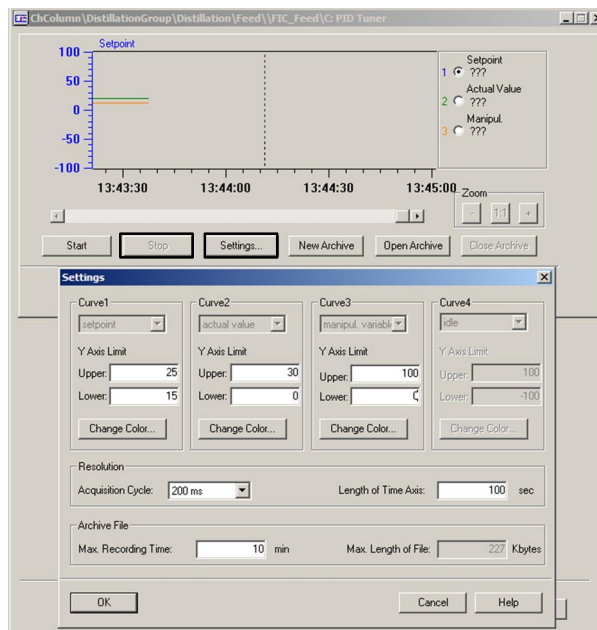 ChColumn\DistillationGroup\Distillation\Feed\\FIC_Feed\C: PID Tuner
Setpoint
100
50
0
-50
-100
13:43:30 13:44:00 13:44:30 13:45:00
Setpoint
1 ???
Actual Value
2 ???
Manipul.
3 ???
Zoom
- 1:1 +
Start Stop Settings... New Archive Open Archive Close Archive
Settings
Curve1 Curve2 Curve3 Curve4
setpoint actual value manipul. variabl idle
Y Axis Limit Y Axis Limit Y Axis Limit Y Axis Limit
Upper: 25 Upper: 30 Upper: 100 Upper: 100
Lower: 15 Lower: 0 Lower: 0 Lower: -100
Change Color... Change Color... Change Color... Change Color...
Resolution
Acquisition Cycle: 200 ms Length of Time Axis: 100 sec
Archive File
Max. Recording Time: 10 min Max. Length of File: 227 Kbytes
OK Cancel Help